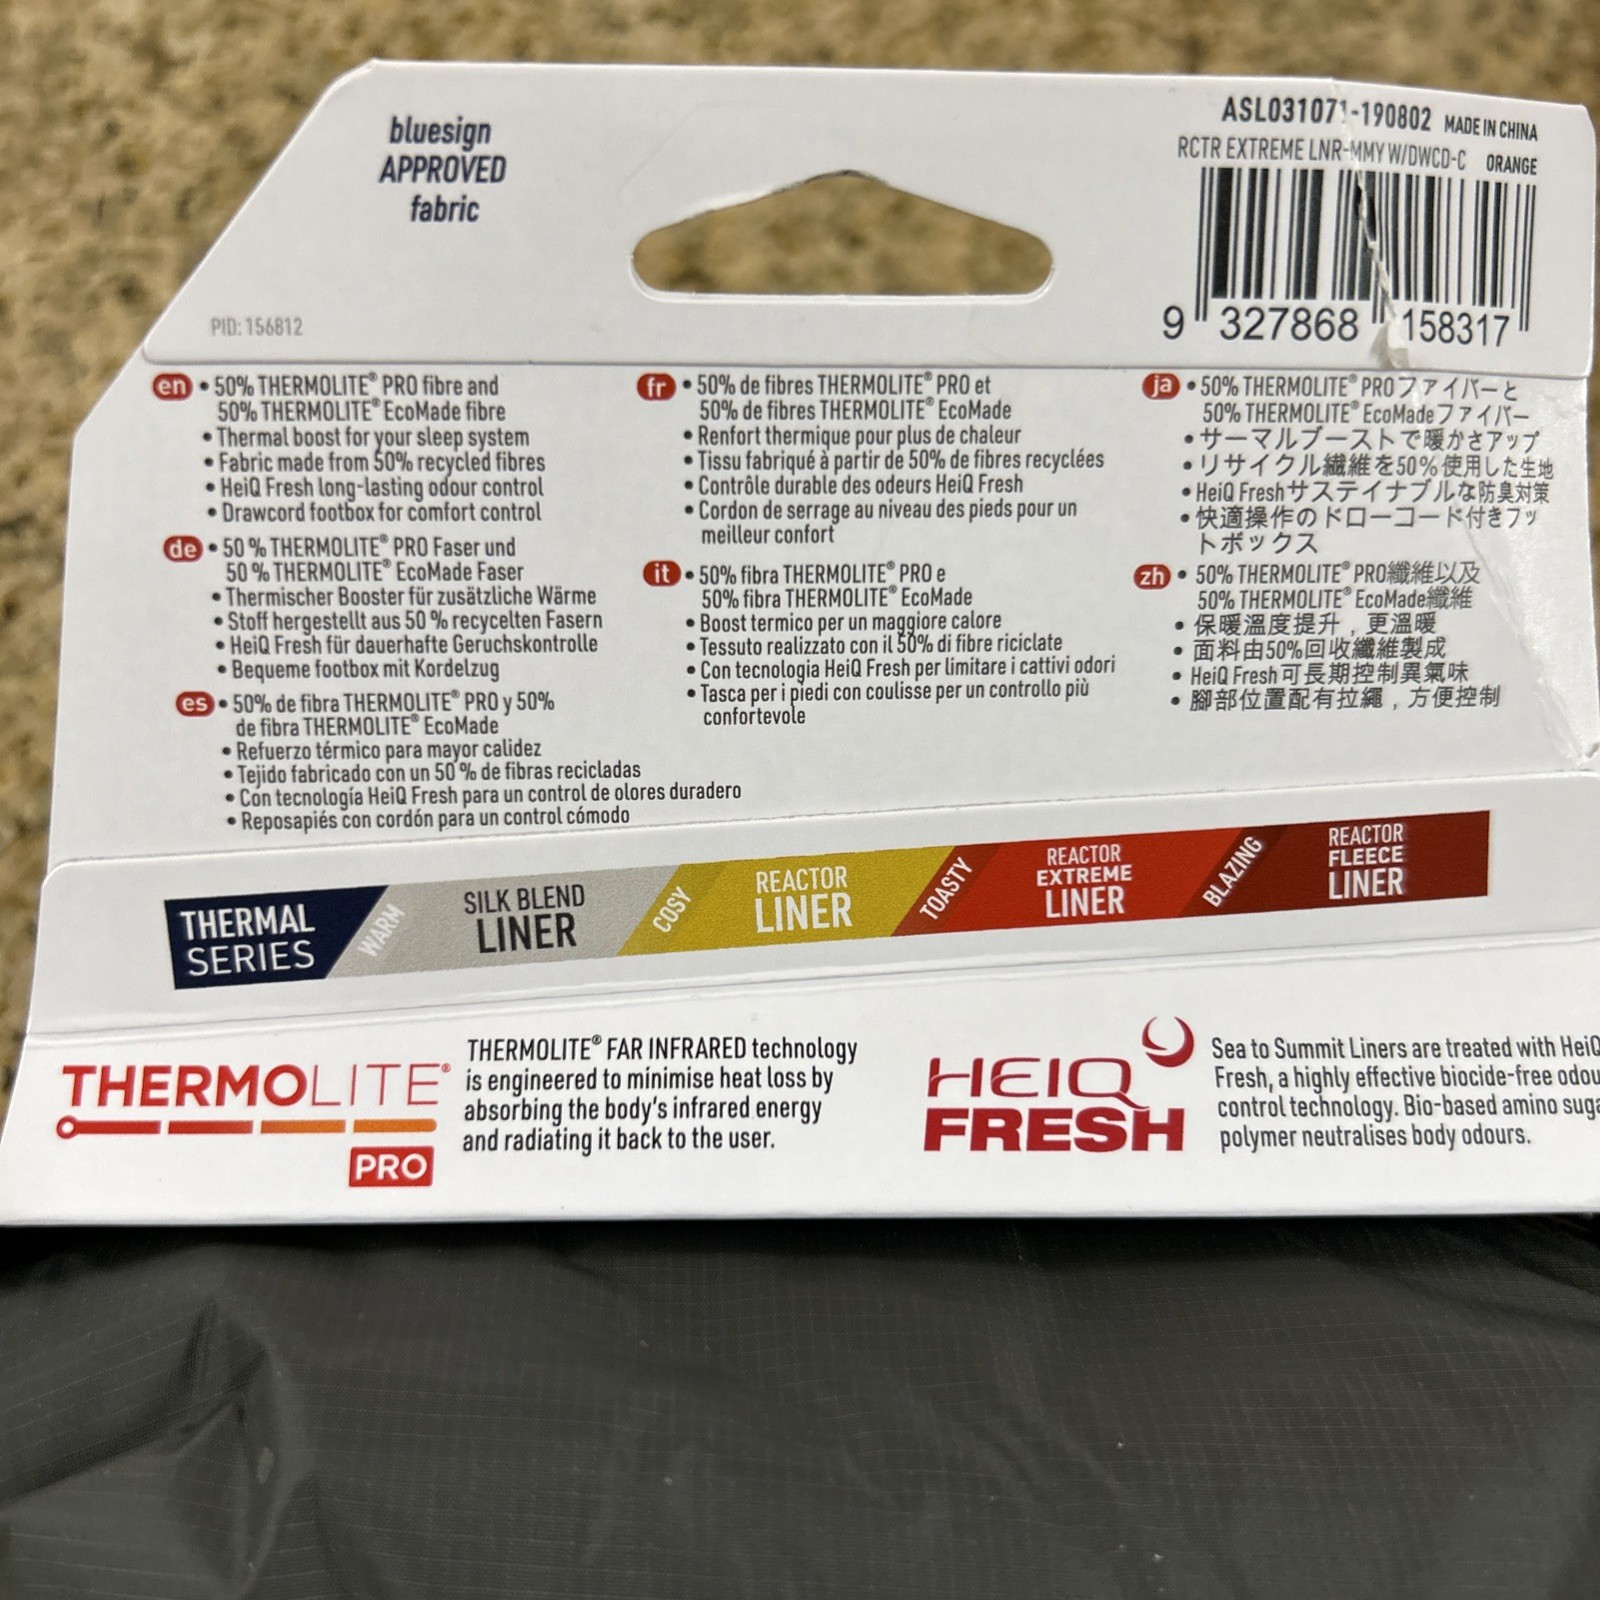 bluesign
APPROVED
fabric
PID: 156812
ASL031071-190802 MADE IN CHINA
RCTR EXTREME LNR-MMY W/DWCD-C ORANGE
9 327868 158317
en • 50% THERMOLITE® PRO fibre and
50% THERMOLITE® EcoMade fibre
• Thermal boost for your sleep system
• Fabric made from 50% recycled fibres
• HeiQ Fresh long-lasting odour control
• Drawcord footbox for comfort control
de • 50 % THERMOLITE® PRO Faser und
50 % THERMOLITE® EcoMade Faser
• Thermischer Booster für zusätzliche Wärme
• Stoff hergestellt aus 50 % recycelten Fasern
• HeiQ Fresh für dauerhafte Geruchskontrolle
• Bequeme footbox mit Kordelzug
es • 50% de fibra THERMOLITE® PRO y 50%
de fibra THERMOLITE® EcoMade
• Refuerzo térmico para mayor calidez
• Tejido fabricado con un 50 % de fibras recicladas
• Con tecnología HeiQ Fresh para un control de olores duradero
• Reposapiés con cordón para un control cómodo
fr • 50% de fibres THERMOLITE® PRO et
50% de fibres THERMOLITE® EcoMade
• Renfort thermique pour plus de chaleur
• Tissu fabriqué à partir de 50% de fibres recyclées
• Contrôle durable des odeurs HeiQ Fresh
• Cordon de serrage au niveau des pieds pour un
meilleur confort
it • 50% fibra THERMOLITE® PRO e
50% fibra THERMOLITE® EcoMade
• Boost termico per un maggiore calore
• Tessuto realizzato con il 50% di fibre riciclate
• Con tecnologia HeiQ Fresh per limitare i cattivi odori
• Tasca per i piedi con coulisse per un controllo più
confortevole
ja • 50% THERMOLITE® PROファイバーと
50% THERMOLITE® EcoMadeファイバー
• サーマルブーストで暖かさアップ
• リサイクル繊維を50%使用した生地
• HeiQ Freshサステイナブルな防臭対策
• 快適操作のドローコード付きフッ
トボックス
zh • 50% THERMOLITE® PRO纖維以及
50% THERMOLITE® EcoMade纖維
• 保暖溫度提升，更溫暖
• 面料由50%回收纖維製成
• HeiQ Fresh可長期控制異氣味
• 腳部位置配有拉繩，方便控制
THERMAL
SERIES
WARM
SILK BLEND
LINER
COSY
REACTOR
LINER
TOASTY
REACTOR
EXTREME
LINER
BLAZING
REACTOR
FLEECE
LINER
THERMOLITE®
PRO
THERMOLITE® FAR INFRARED technology
is engineered to minimise heat loss by
absorbing the body's infrared energy
and radiating it back to the user.
HEIQ
FRESH
Sea to Summit Liners are treated with HeiQ
Fresh, a highly effective biocide-free odou
control technology. Bio-based amino suga
polymer neutralises body odours.